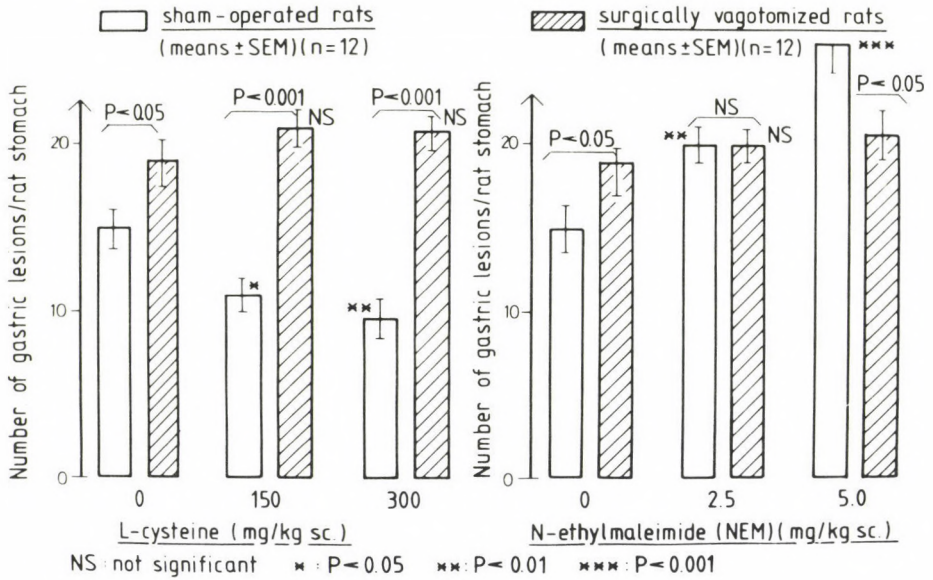 sham-operated rats
(means ± SEM)(n=12)
surgically vagotomized rats
(means±SEM)(n=12)
Number of gastric lesions/rat stomach
20
10
0
P<0.05
P<0.001
NS
P<0.001
NS
*
**
0
150
300
L-cysteine (mg/kg sc.)
Number of gastric lesions/rat stomach
20
10
0
P<0.05
NS
**
NS
***
P<0.05
0
2.5
5.0
N-ethylmaleimide (NEM)(mg/kg sc.)
NS: not significant *: P<0.05 **: P<0.01 ***: P<0.001